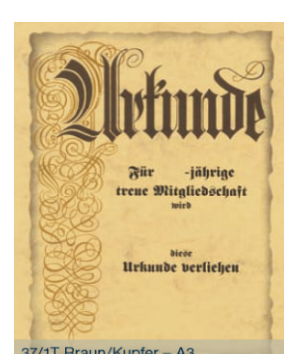 Urkunde
Für -jährige
treue Mitgliedschaft
wird
diese
Urkunde verliehen
37/1T Braun/Kupfer – A3